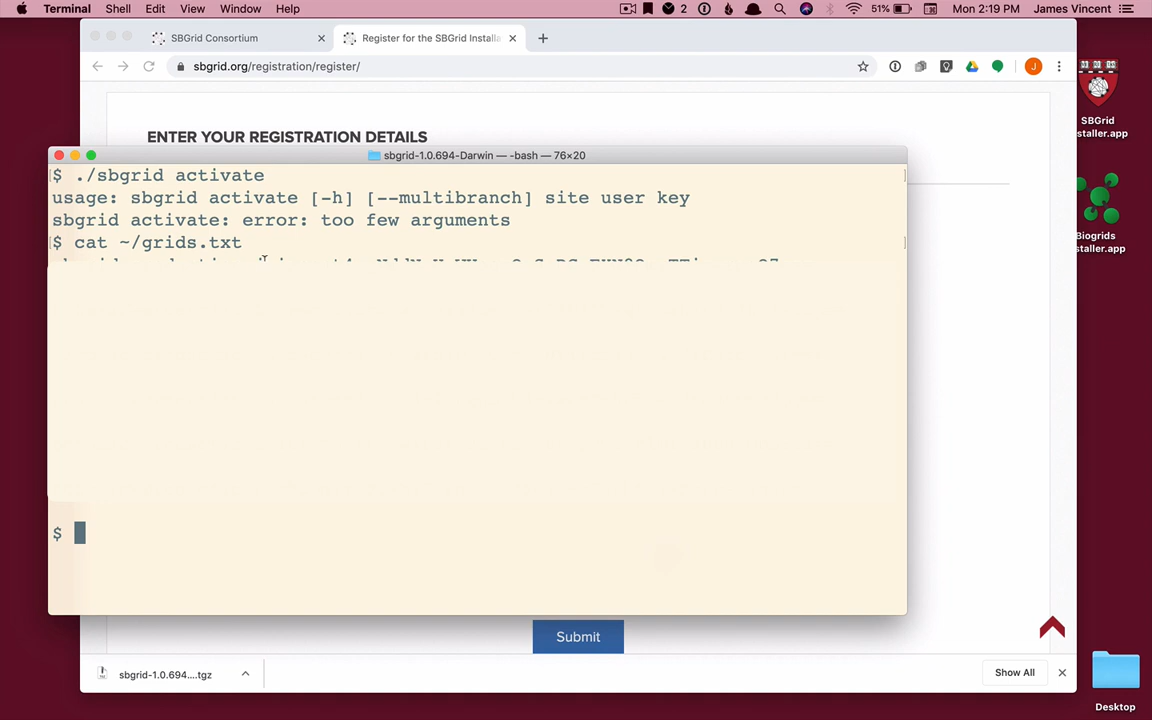 Terminal Shell Edit View Window Help 2 51% Mon 2:19 PM James Vincent
SBGrid Consortium
Register for the SBGrid Installa
sbgrid.org/registration/register/
J
ENTER YOUR REGISTRATION DETAILS
sbgrid-1.0.694-Darwin — -bash — 76×20
$ ./sbgrid activate
usage: sbgrid activate [-h] [--multibranch] site user key
sbgrid activate: error: too few arguments
$ cat ~/grids.txt
$
Submit
sbgrid-1.0.694....tgz
Show All
SBGrid
staller.app
Biogrids
staller.app
Desktop